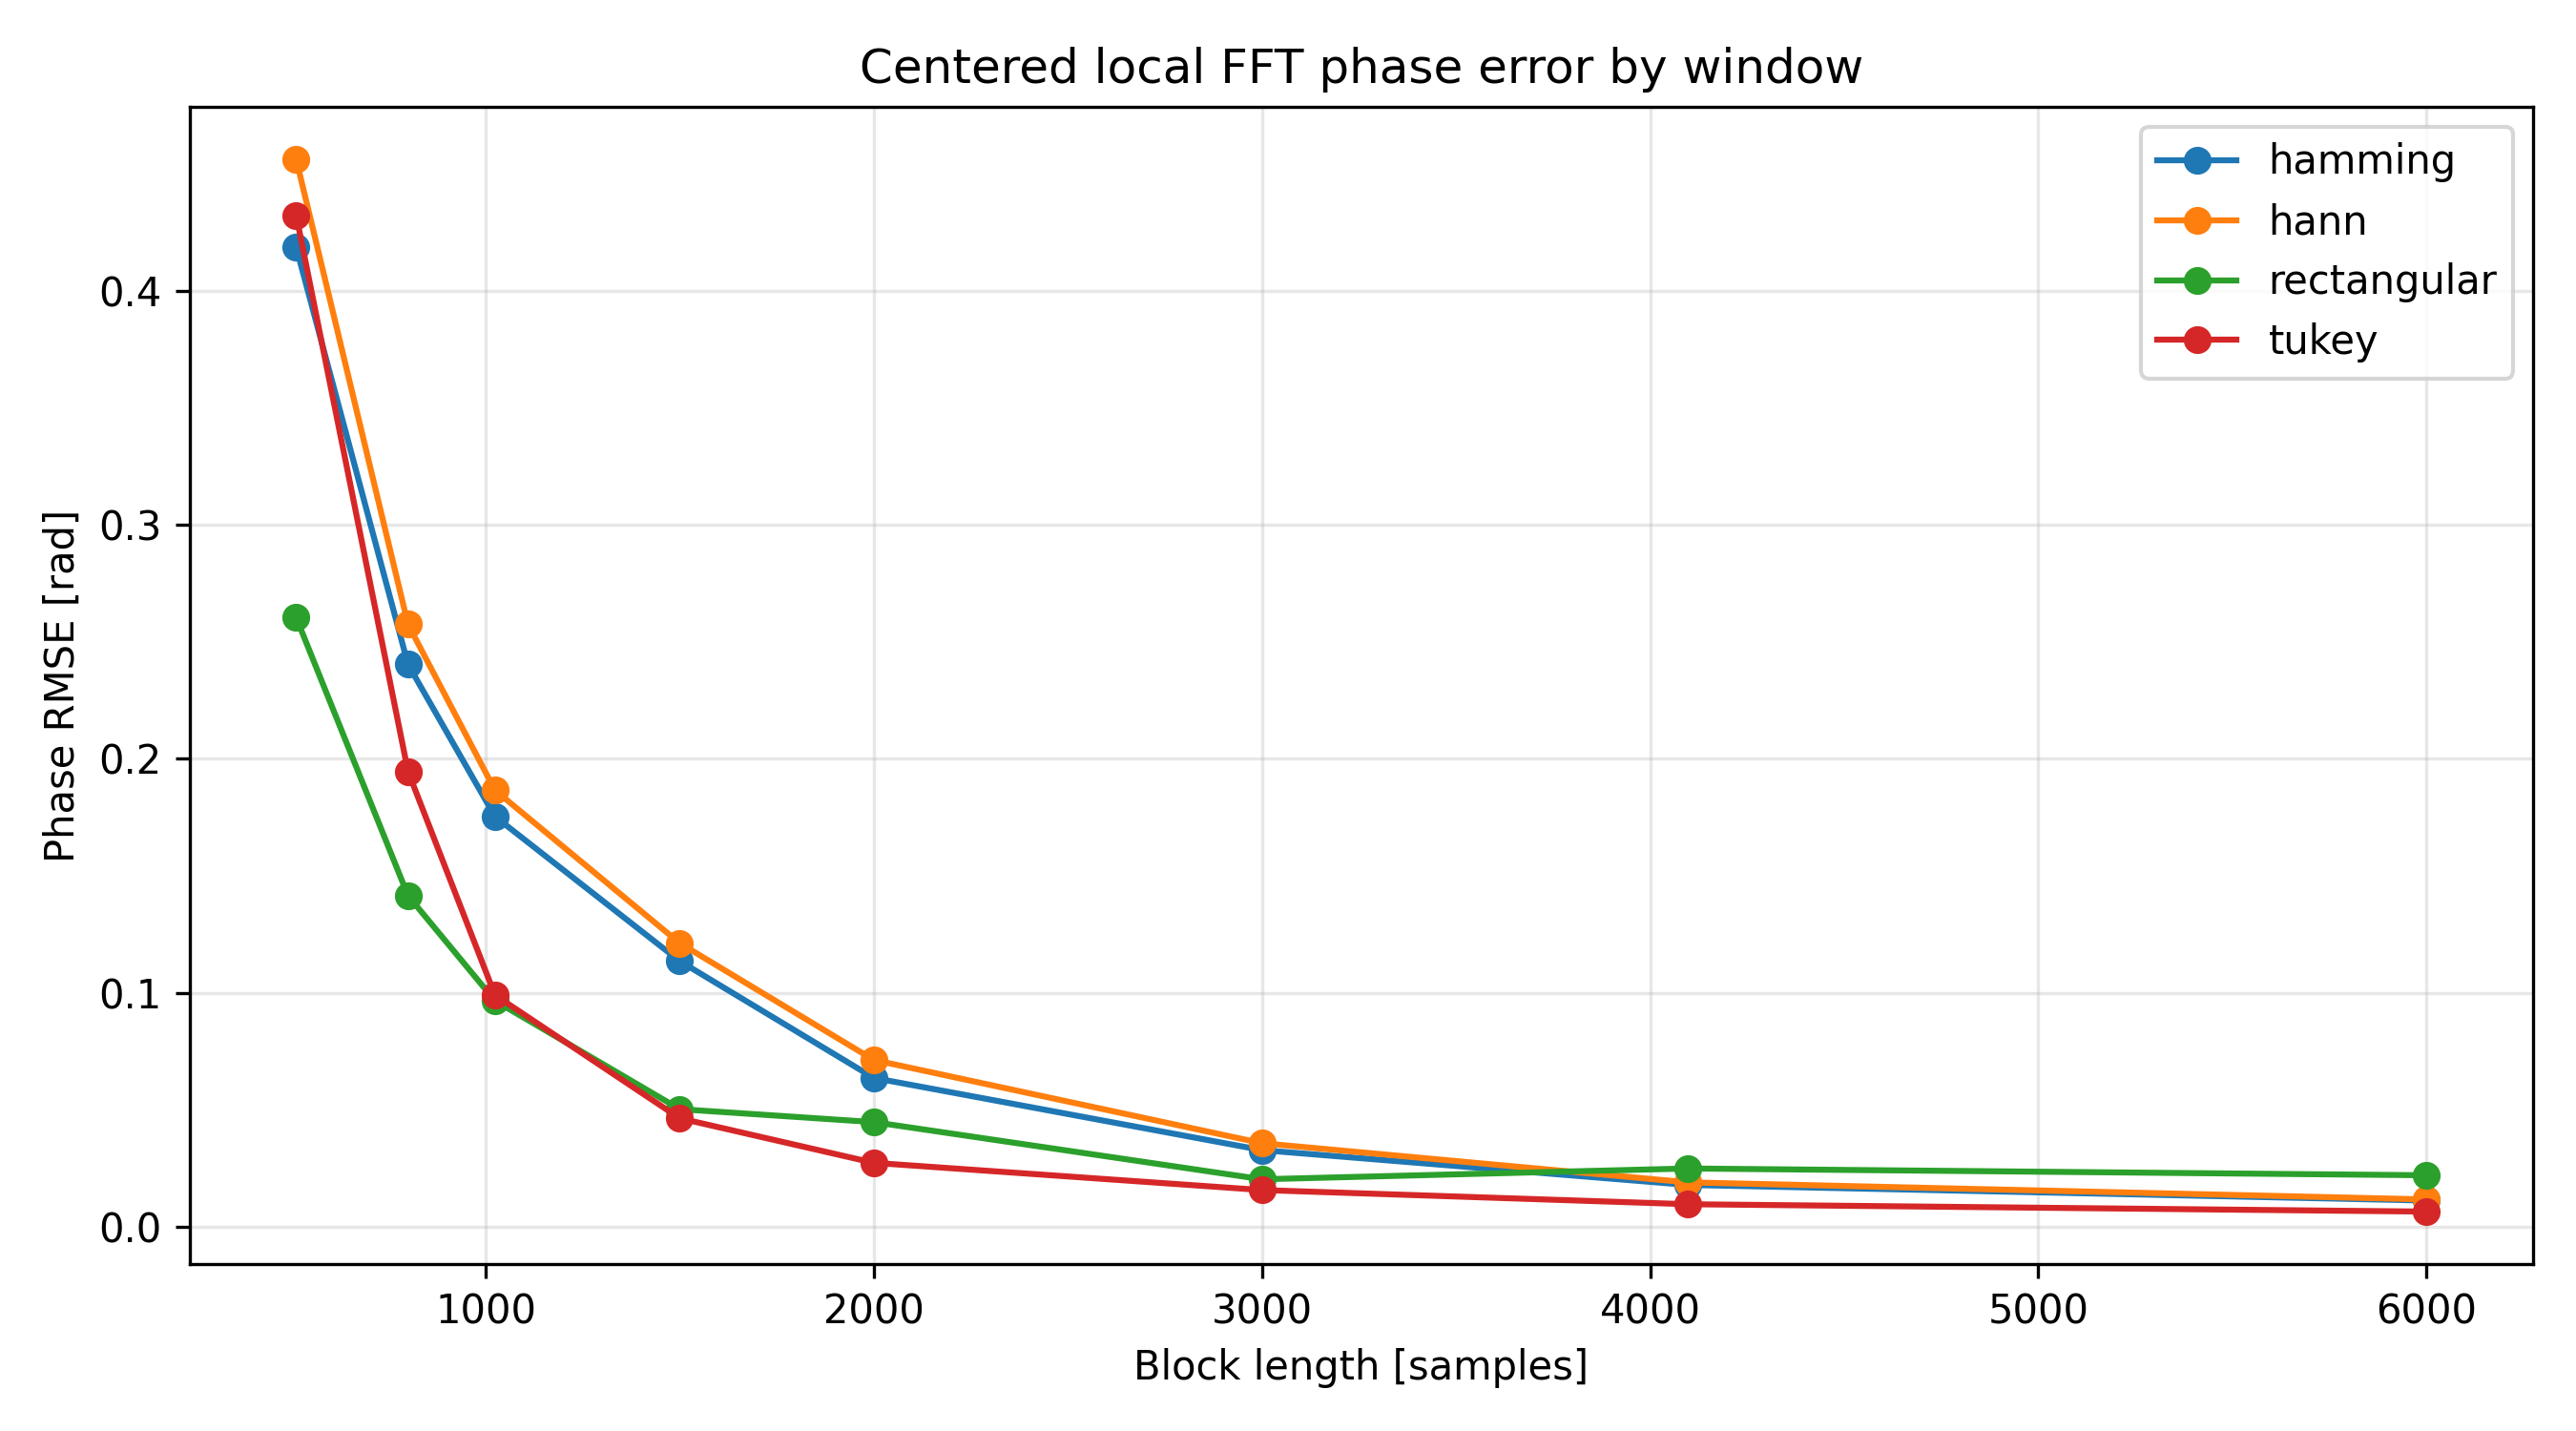 Centered local FFT phase error by window
hamming
hann
rectangular
tukey
Phase RMSE [rad]
0.4
0.3
0.2
0.1
0.0
1000 2000 3000 4000 5000 6000
Block length [samples]